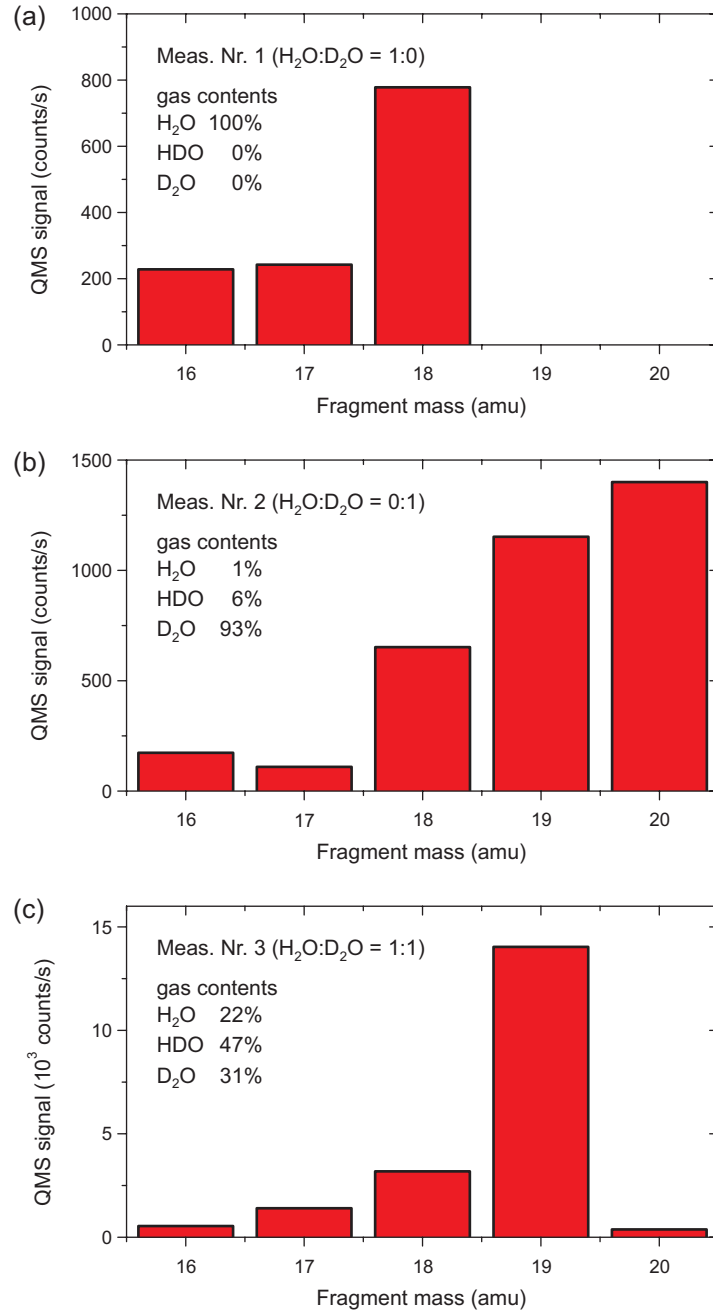 (a)
1000
800
600
400
200
0
QMS signal (counts/s)
Meas. Nr. 1 (H₂O:D₂O = 1:0)
gas contents
H₂O 100%
HDO 0%
D₂O 0%
16 17 18 19 20
Fragment mass (amu)
(b)
1500
1000
500
0
QMS signal (counts/s)
Meas. Nr. 2 (H₂O:D₂O = 0:1)
gas contents
H₂O 1%
HDO 6%
D₂O 93%
16 17 18 19 20
Fragment mass (amu)
(c)
15
10
5
0
QMS signal (10³ counts/s)
Meas. Nr. 3 (H₂O:D₂O = 1:1)
gas contents
H₂O 22%
HDO 47%
D₂O 31%
16 17 18 19 20
Fragment mass (amu)